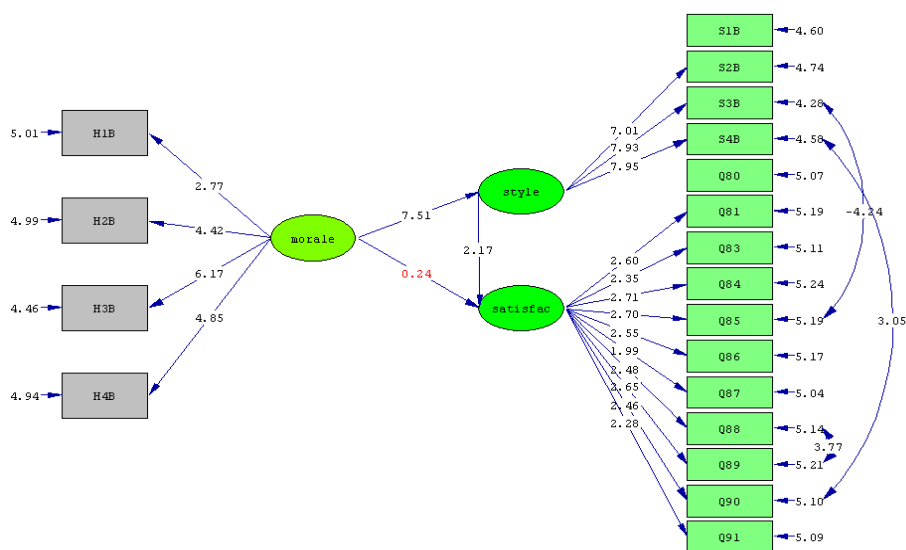 S1B
4.60
S2B
4.74
S3B
4.28
S4B
4.58
Q80
5.07
Q81
5.19
Q83
5.11
Q84
5.24
Q85
5.19
Q86
5.17
Q87
5.04
Q88
5.14
Q89
5.21
Q90
5.10
Q91
5.09
5.01
H1B
4.99
H2B
4.46
H3B
4.94
H4B
2.77
4.42
6.17
4.85
morale
7.51
0.24
style
2.17
satisfac
7.01
7.93
7.95
2.60
2.35
2.71
2.70
2.55
1.99
2.48
2.65
2.46
2.28
-4.24
3.05
3.77